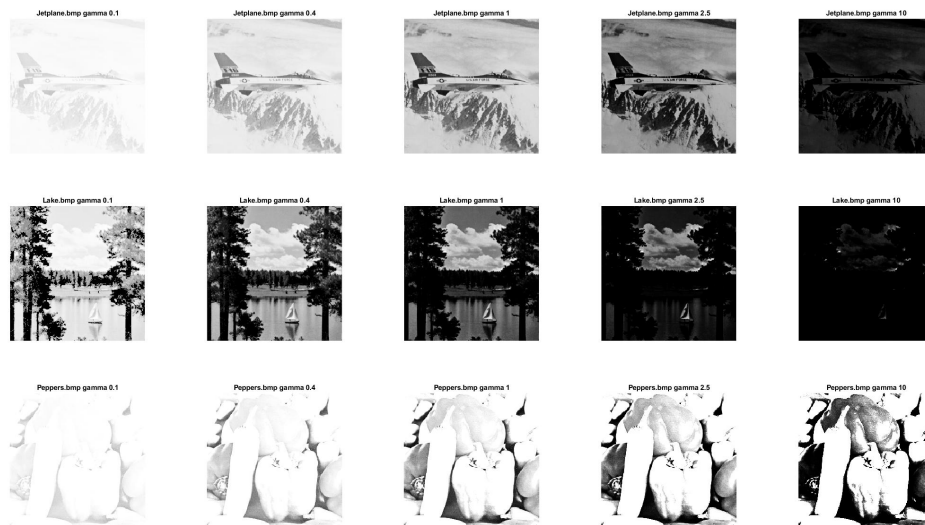 Jetplane.bmp gamma 0.1
Jetplane.bmp gamma 0.4
Jetplane.bmp gamma 1
Jetplane.bmp gamma 2.5
Jetplane.bmp gamma 10
Lake.bmp gamma 0.1
Lake.bmp gamma 0.4
Lake.bmp gamma 1
Lake.bmp gamma 2.5
Lake.bmp gamma 10
Peppers.bmp gamma 0.1
Peppers.bmp gamma 0.4
Peppers.bmp gamma 1
Peppers.bmp gamma 2.5
Peppers.bmp gamma 10